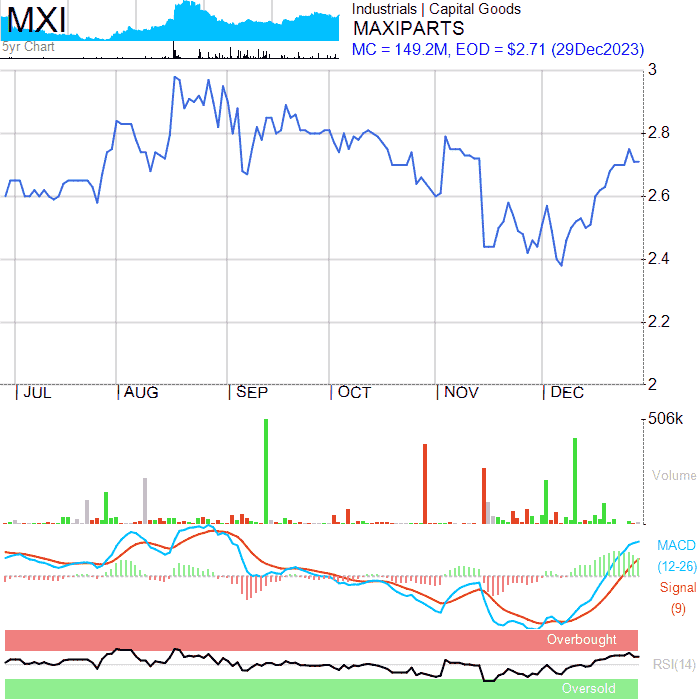 MXI
5yr Chart
Industrials | Capital Goods
MAXIPARTS
MC = 149.2M, EOD = $2.71 (29Dec2023)
3
2.8
2.6
2.4
2.2
2
JUL AUG SEP OCT NOV DEC
506k
Volume
MACD
(12-26)
Signal
(9)
Overbought
RSI(14)
Oversold